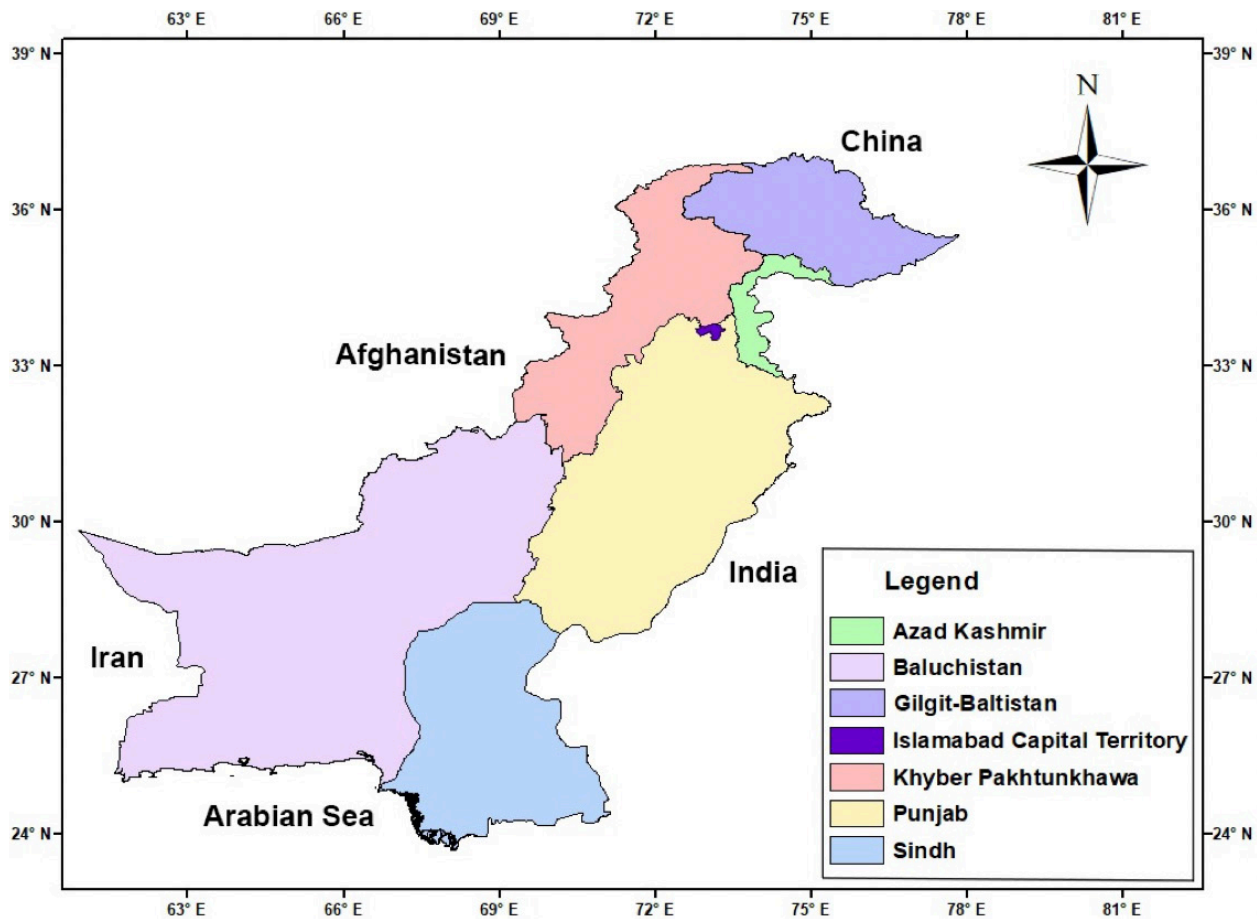 63° E 66° E 69° E 72° E 75° E 78° E 81° E
39° N 39° N
N
China
36° N 36° N
Afghanistan
33° N 33° N
30° N 30° N
India
Legend
Azad Kashmir
Iran
Baluchistan
27° N 27° N
Gilgit-Baltistan
Islamabad Capital Territory
Khyber Pakhtunkhawa
Arabian Sea
Punjab
24° N 24° N
Sindh
63° E 66° E 69° E 72° E 75° E 78° E 81° E